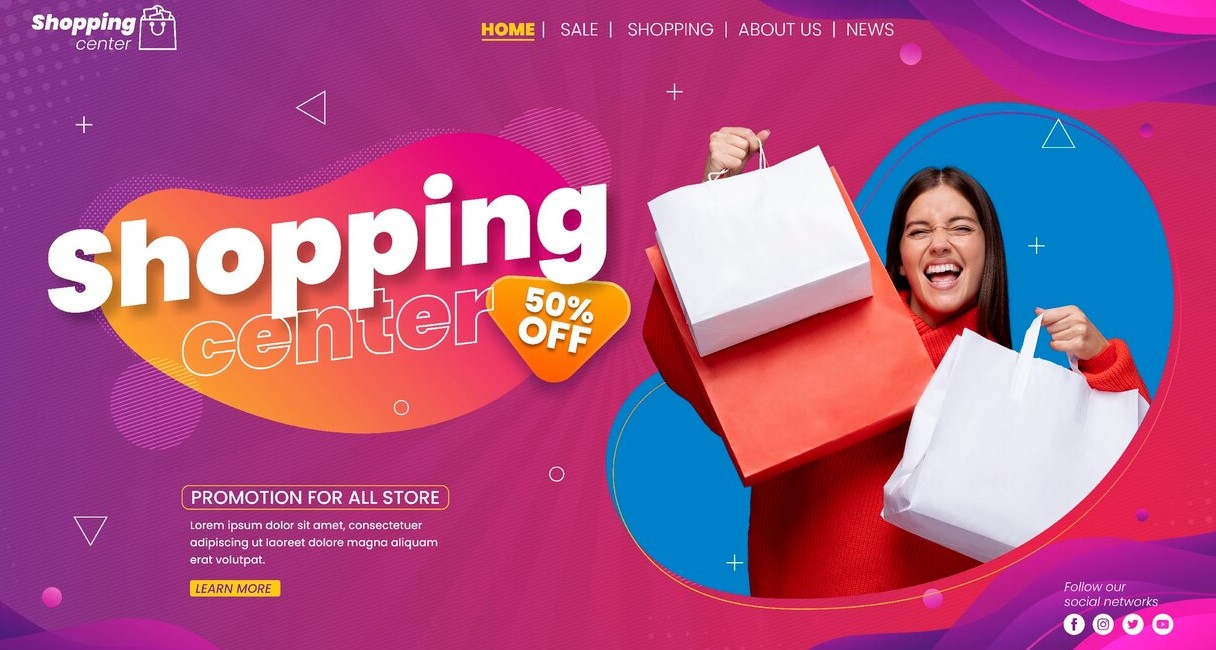 Shopping
center
HOME | SALE | SHOPPING | ABOUT US | NEWS
Shopping
center
50%
OFF
PROMOTION FOR ALL STORE
Lorem ipsum dolor sit amet, consectetuer
adipiscing ut laoreet dolore magna aliquam
erat volutpat.
LEARN MORE
Follow our
social networks